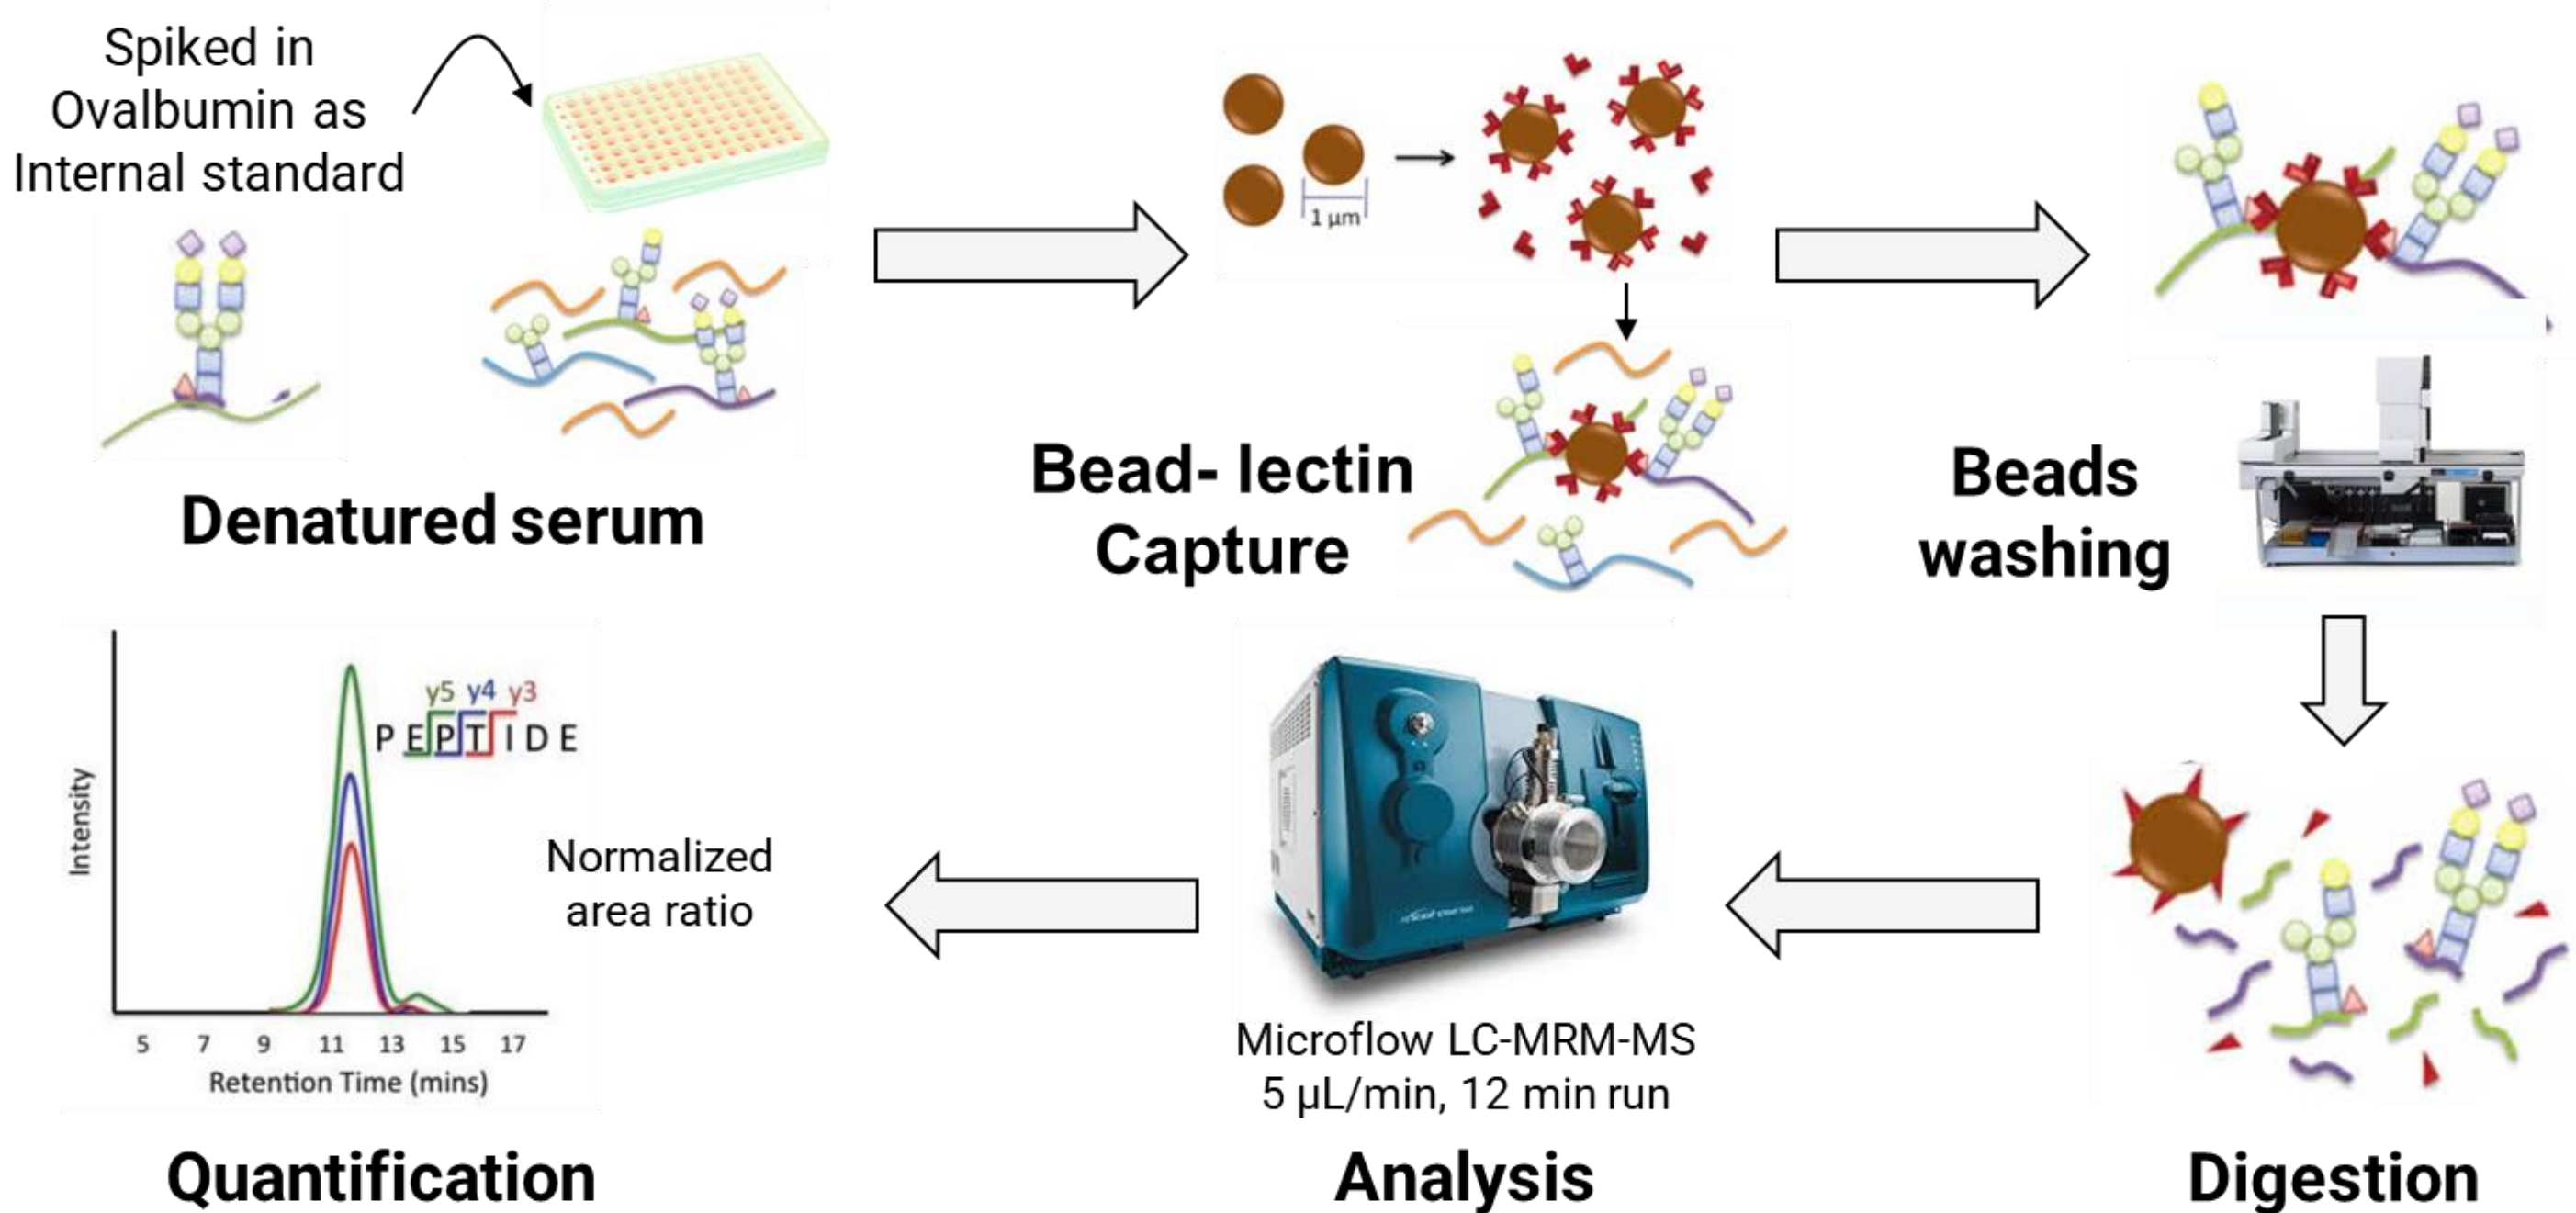 Spiked in
Ovalbumin as
Internal standard
1 µm
Denatured serum
Bead- lectin
Capture
Beads
washing
y5 y4 y3
PEPTIDE
Intensity
5 7 9 11 13 15 17
Retention Time (mins)
Normalized
area ratio
Quantification
Microflow LC-MRM-MS
5 µL/min, 12 min run
Analysis
Digestion